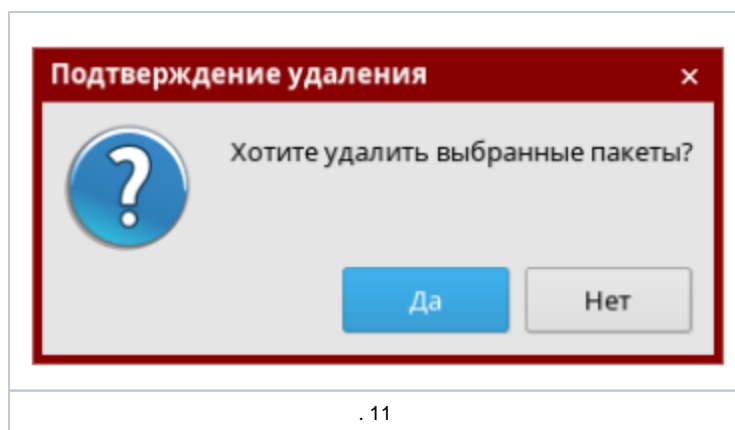 Подтверждение удаления ×
Хотите удалить выбранные пакеты?
?
Да Нет
. 11